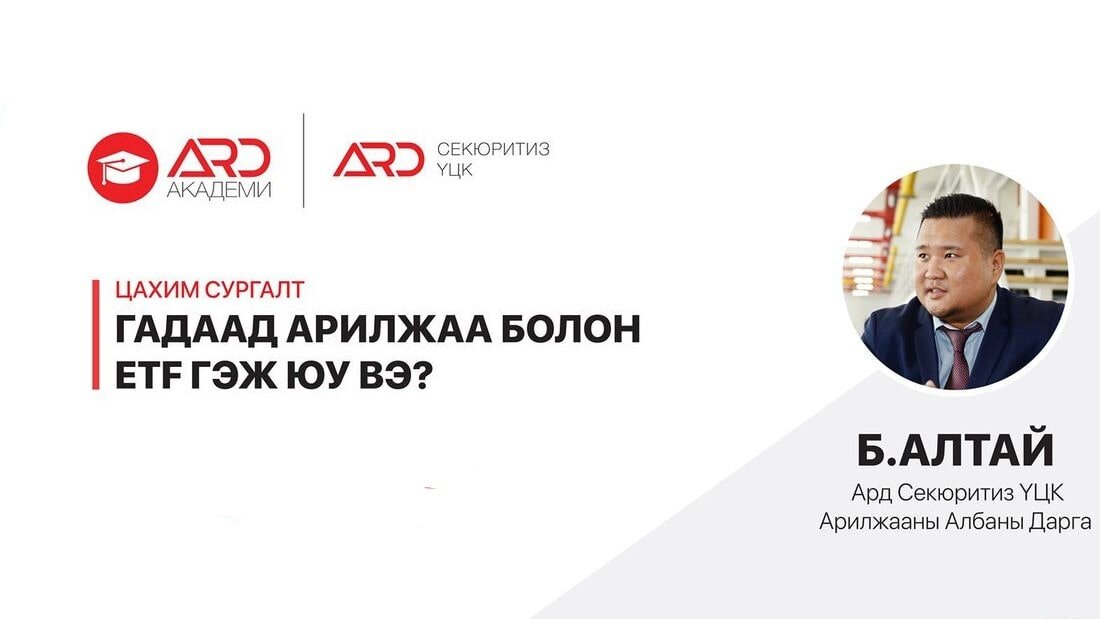 ARD
АКАДЕМИ
ARD
СЕКЮРИТИЗ
ҮЦК
ЦАХИМ СУРГАЛТ
ГАДААД АРИЛЖАА БОЛОН
ETF ГЭЖ ЮУ ВЭ?
Б.АЛТАЙ
Ард Секюритиз ҮЦК
Арилжааны Албаны Дарга